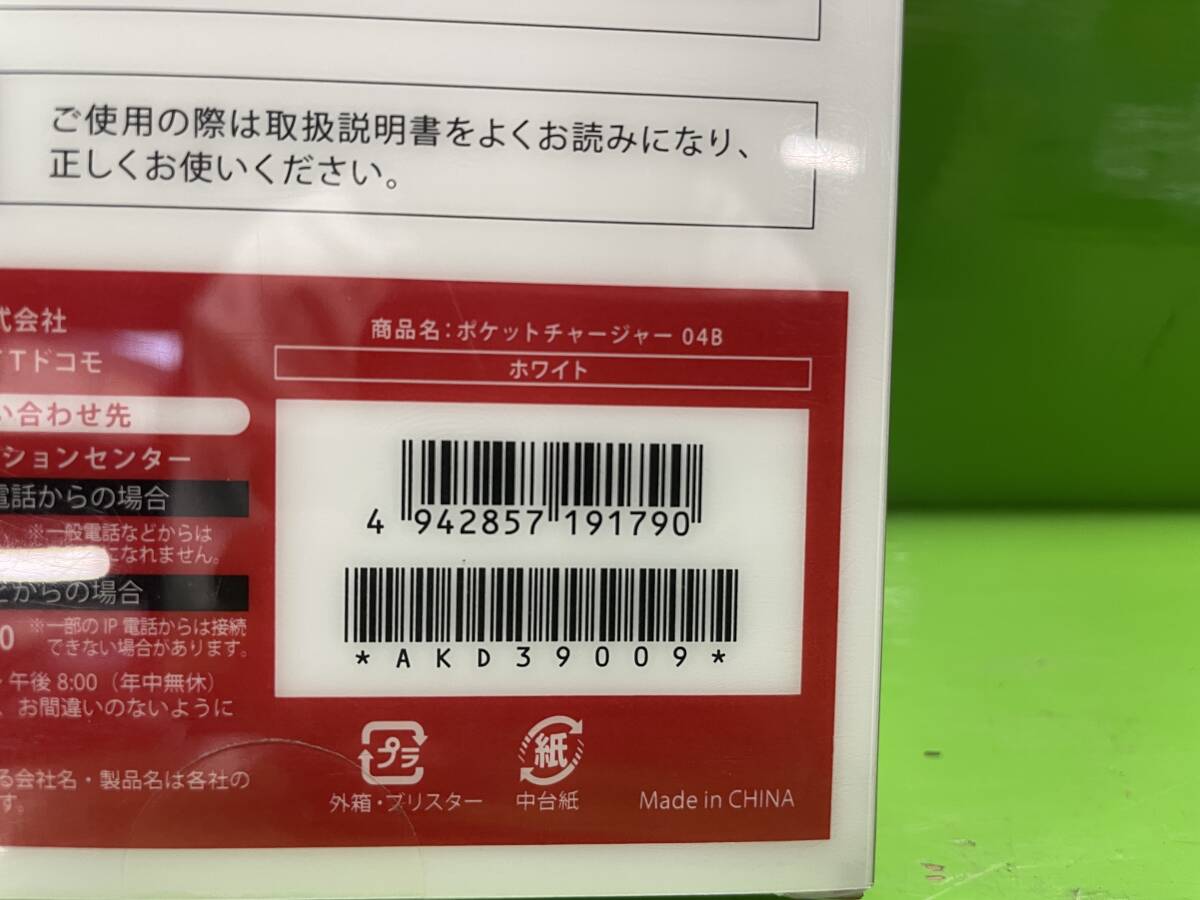 ご使用の際は取扱説明書をよくお読みになり、
正しくお使いください。
式会社
Tドコモ
い合わせ先
ションセンター
電話からの場合
※一般電話などからは
になれません。
どからの場合
0 ※一部のIP電話からは接続
できない場合があります。
午後8:00（年中無休）
、お間違いのないように
る会社名・製品名は各社の
す。
商品名：ポケットチャージャー 04B
ホワイト
4 942857 191790
*AKD39009*
プラ
外箱・ブリスター
紙
中台紙
Made in CHINA